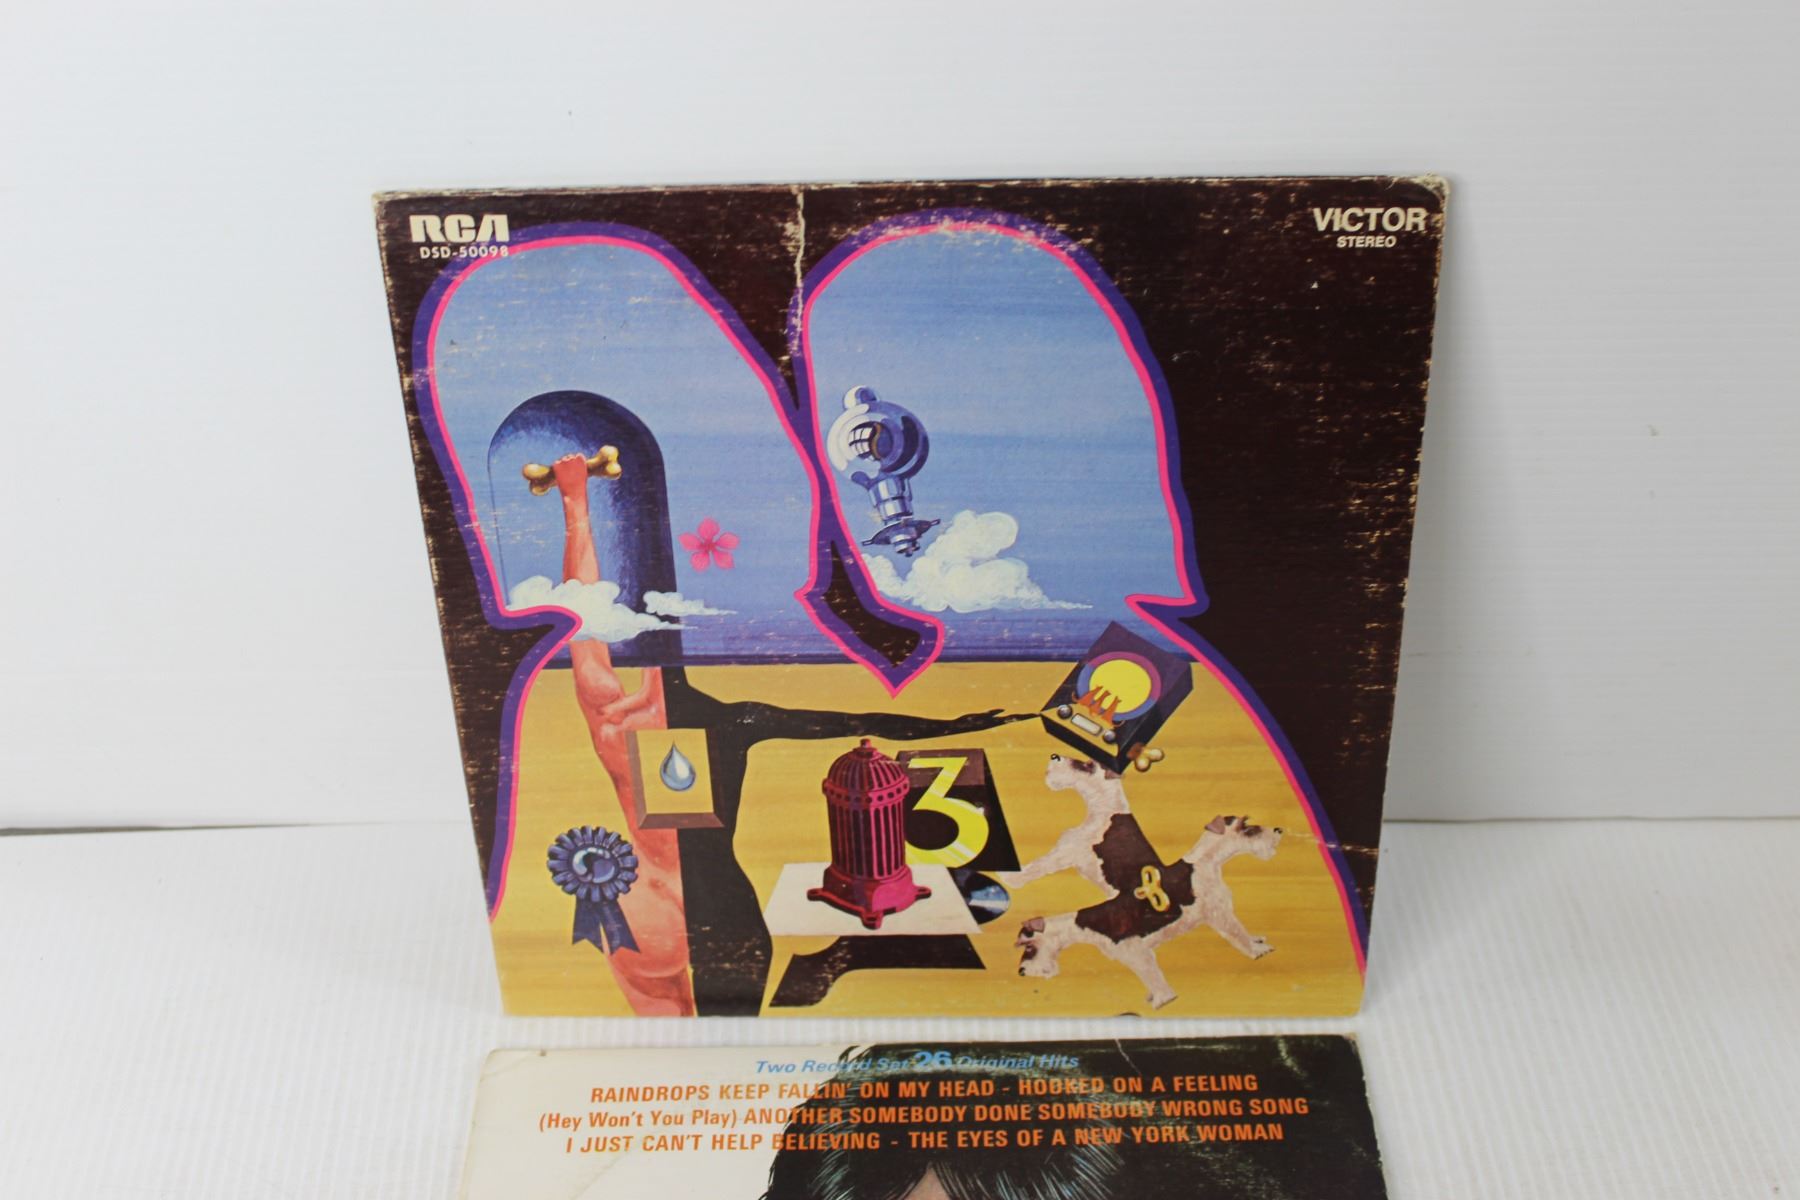 RCA
DSD-50098
VICTOR
STEREO
3
Two Record Set 26 Original Hits
RAINDROPS KEEP FALLIN' ON MY HEAD - HOOKED ON A FEELING
(Hey Won't You Play) ANOTHER SOMEBODY DONE SOMEBODY WRONG SONG
I JUST CAN'T HELP BELIEVING - THE EYES OF A NEW YORK WOMAN